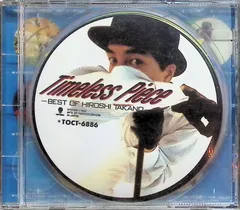 Timeless Piece
—BEST OF HIROSHI TAKANO—
★TOCT-6886